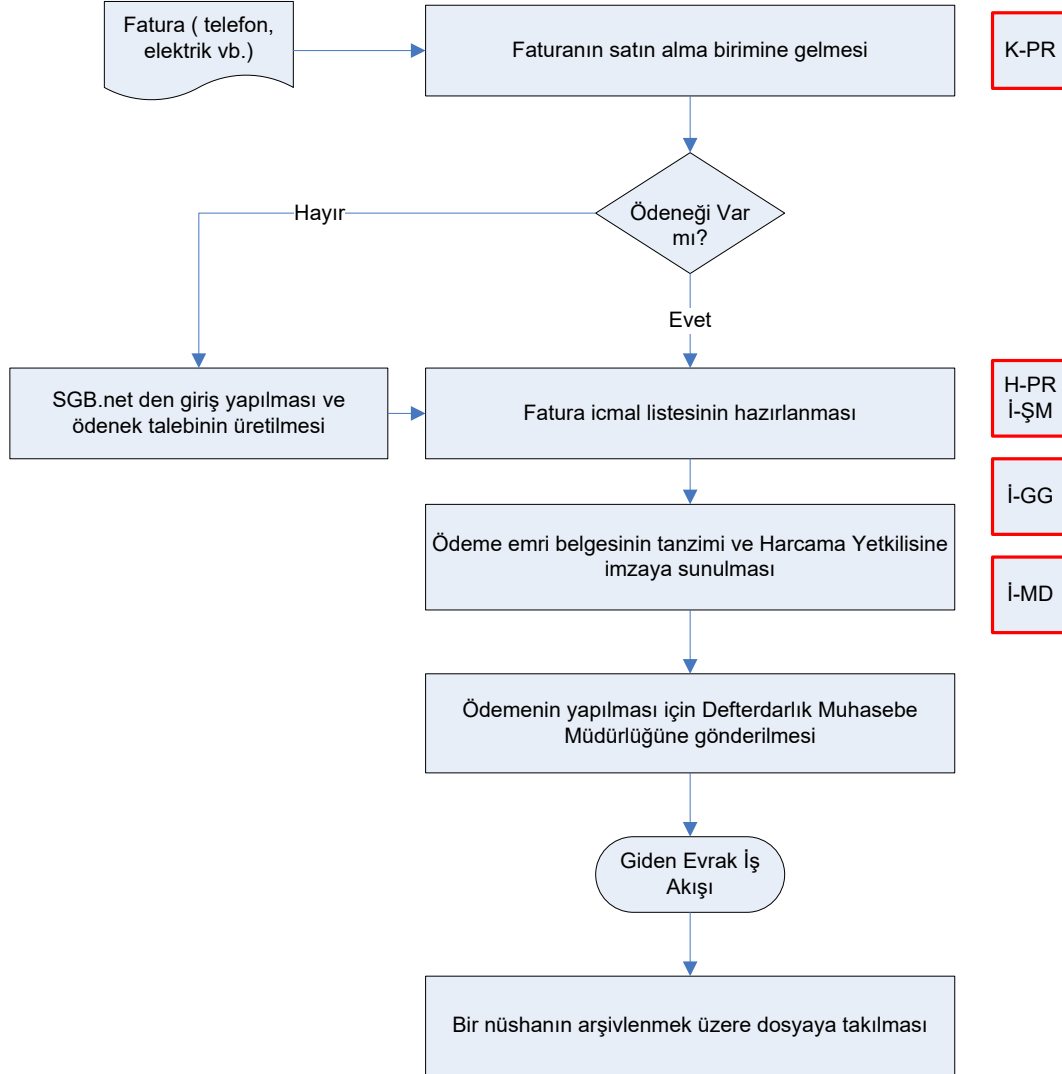 Fatura ( telefon,
elektrik vb.)
Faturanın satın alma birimine gelmesi
K-PR
Ödeneği Var
mı?
Hayır
Evet
SGB.net den giriş yapılması ve
ödenek talebinin üretilmesi
Fatura icmal listesinin hazırlanması
H-PR
İ-ŞM
İ-GG
Ödeme emri belgesinin tanzimi ve Harcama Yetkilisine
imzaya sunulması
İ-MD
Ödemenin yapılması için Defterdarlık Muhasebe
Müdürlüğüne gönderilmesi
Giden Evrak İş
Akışı
Bir nüshanın arşivlenmek üzere dosyaya takılması